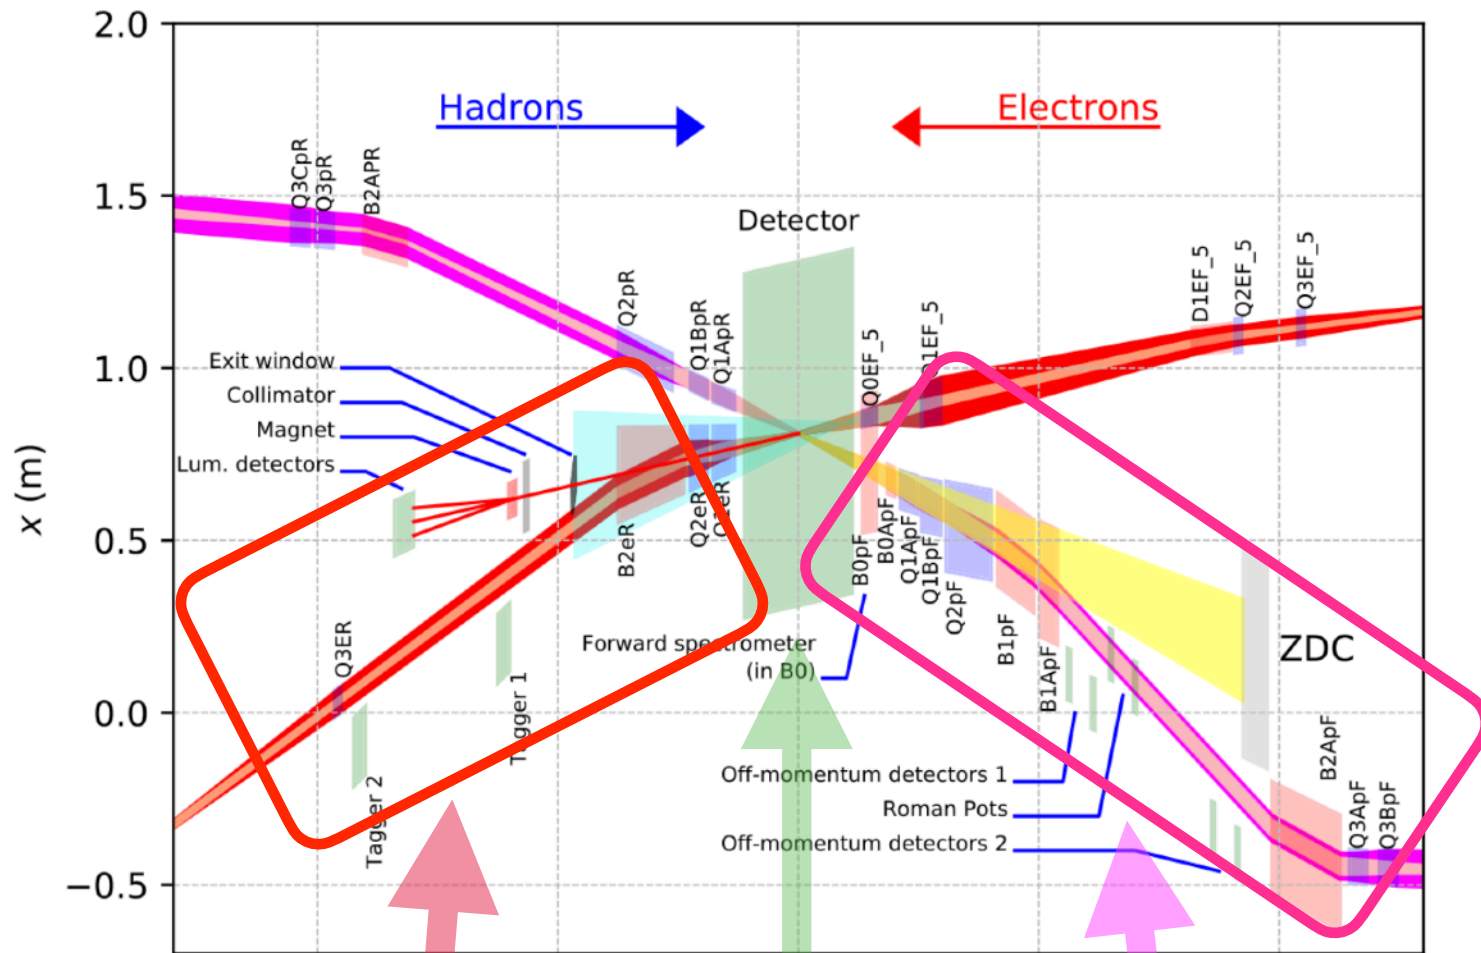 2.0
1.5
1.0
0.5
0.0
−0.5
x (m)
Hadrons
Electrons
Detector
Q3CpR
Q3pR
B2APR
Q2pR
Q1BpR
Q1ApR
Exit window
Collimator
Magnet
Lum. detectors
Q0EF_5
Q1EF_5
D1EF_5
Q2EF_5
Q3EF_5
B2eR
Q2eR
Q1eR
Q3ER
Tagger 1
Tagger 2
Forward spectrometer
(in B0)
B0pF
B0ApF
Q1ApF
Q1BpF
Q2pF
B1pF
B1ApF
ZDC
B2ApF
Q3ApF
Q3BpF
Off-momentum detectors 1
Roman Pots
Off-momentum detectors 2